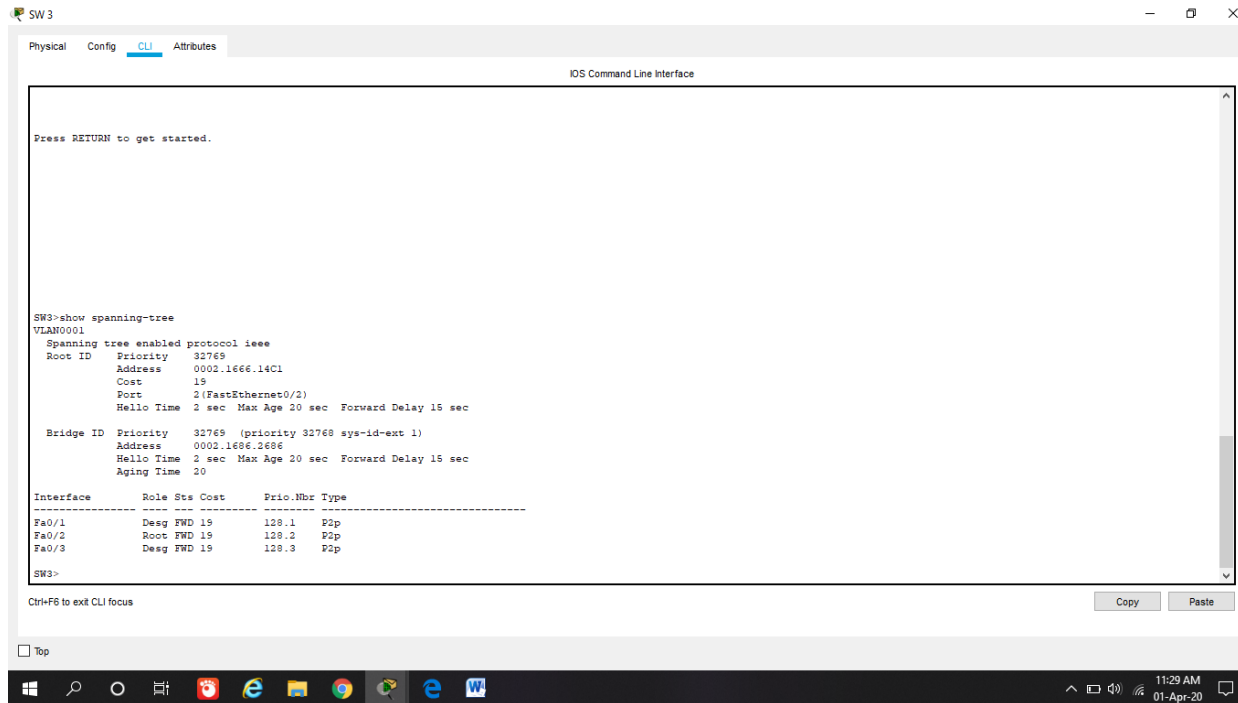 SW 3
Physical Config CLI Attributes
IOS Command Line Interface
Press RETURN to get started.
SW3>show spanning-tree
VLAN0001
  Spanning tree enabled protocol ieee
  Root ID    Priority    32769
             Address     0002.1666.14C1
             Cost        19
             Port        2(FastEthernet0/2)
             Hello Time  2 sec  Max Age 20 sec  Forward Delay 15 sec
  Bridge ID  Priority    32769  (priority 32768 sys-id-ext 1)
             Address     0002.1686.2686
             Hello Time  2 sec  Max Age 20 sec  Forward Delay 15 sec
             Aging Time  20
Interface        Role Sts Cost      Prio.Nbr Type
---------------- ---- --- --------- -------- --------------------------------
Fa0/1            Desg FWD 19        128.1    P2p
Fa0/2            Root FWD 19        128.2    P2p
Fa0/3            Desg FWD 19        128.3    P2p
SW3>
Ctrl+F6 to exit CLI focus
Copy Paste
Top
11:29 AM
01-Apr-20